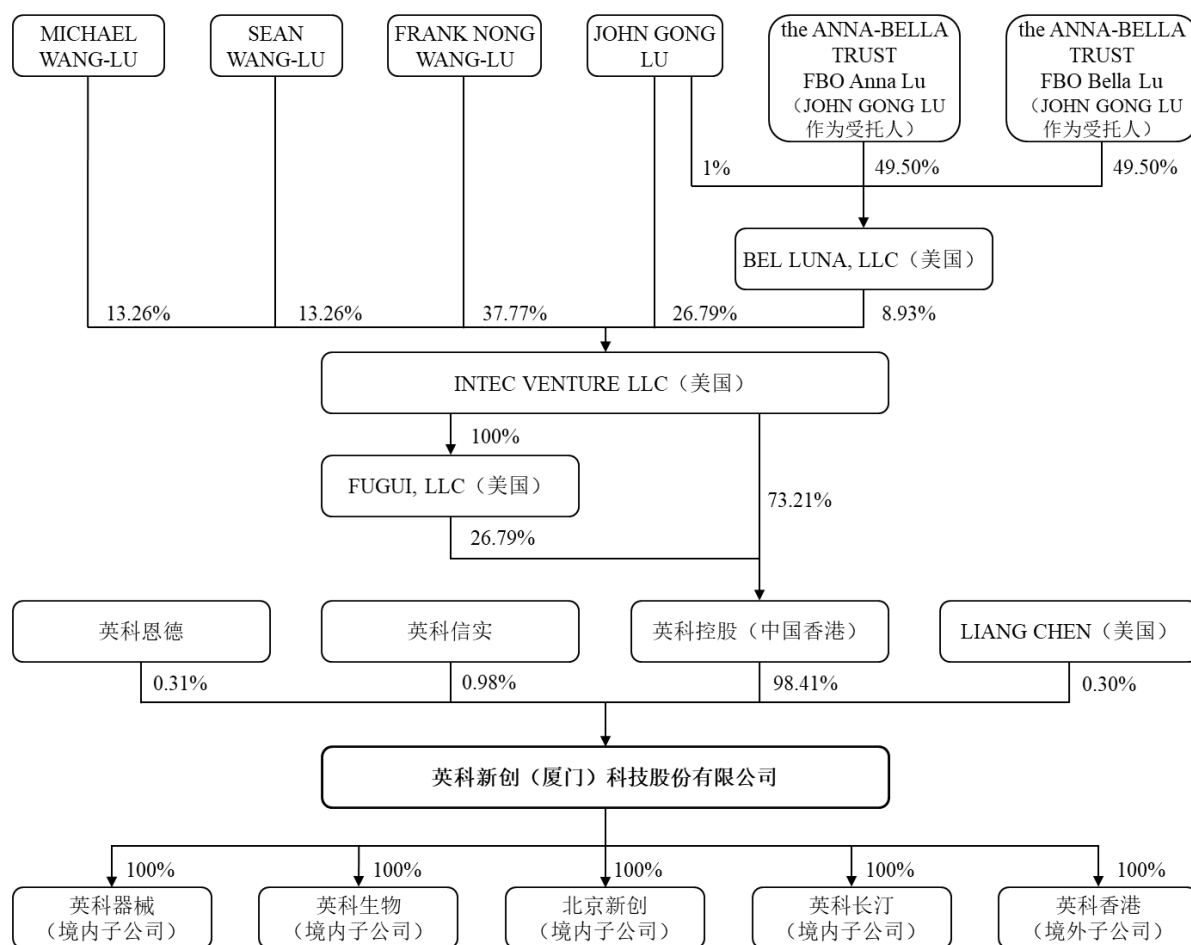 MICHAEL
WANG-LU
SEAN
WANG-LU
FRANK NONG
WANG-LU
JOHN GONG
LU
the ANNA-BELLA
TRUST
FBO Anna Lu
（JOHN GONG LU
作为受托人）
the ANNA-BELLA
TRUST
FBO Bella Lu
（JOHN GONG LU
作为受托人）
1%
49.50%
49.50%
BEL LUNA, LLC（美国）
13.26%
13.26%
37.77%
26.79%
8.93%
INTEC VENTURE LLC（美国）
100%
FUGUI, LLC（美国）
73.21%
26.79%
英科恩德
英科信实
英科控股（中国香港）
LIANG CHEN（美国）
0.31%
0.98%
98.41%
0.30%
英科新创（厦门）科技股份有限公司
100%
100%
100%
100%
100%
英科器械
（境内子公司）
英科生物
（境内子公司）
北京新创
（境内子公司）
英科长汀
（境内子公司）
英科香港
（境外子公司）